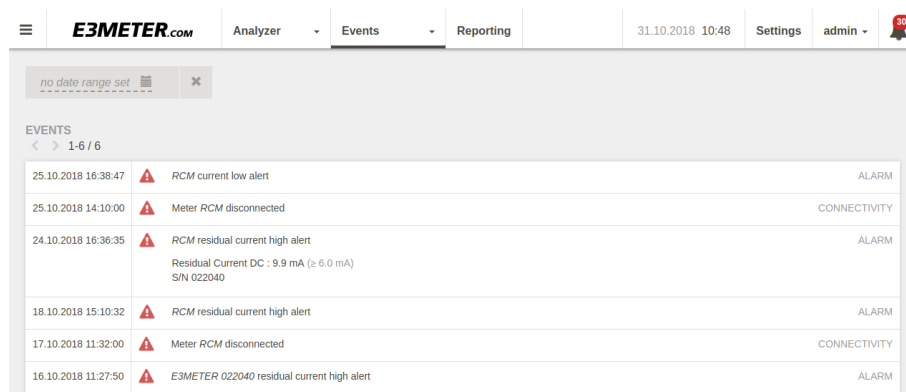 E3METER.COM Analyzer Events Reporting 31.10.2018 10:48 Settings admin 30
no date range set
EVENTS
1-6 / 6
25.10.2018 16:38:47 RCM current low alert ALARM
25.10.2018 14:10:00 Meter RCM disconnected CONNECTIVITY
24.10.2018 16:36:35 RCM residual current high alert ALARM
Residual Current DC : 9.9 mA (≥ 6.0 mA)
S/N 022040
18.10.2018 15:10:32 RCM residual current high alert ALARM
17.10.2018 11:32:00 Meter RCM disconnected CONNECTIVITY
16.10.2018 11:27:50 E3METER 022040 residual current high alert ALARM